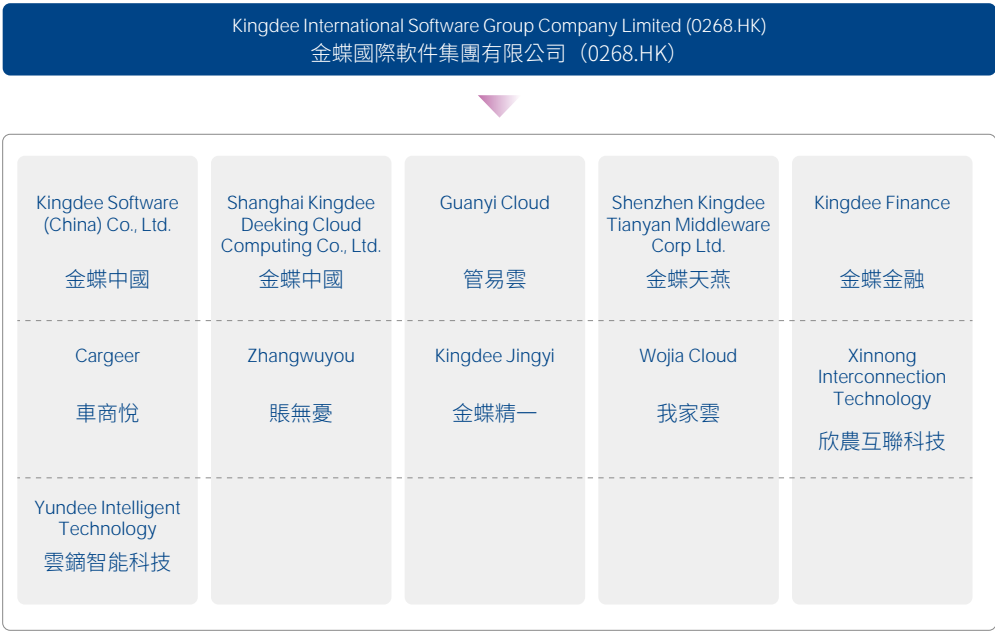 Kingdee International Software Group Company Limited (0268.HK)
金蝶國際軟件集團有限公司（0268.HK）
Kingdee Software
(China) Co., Ltd.
金蝶中國
Shanghai Kingdee
Deeking Cloud
Computing Co., Ltd.
金蝶中國
Guanyi Cloud
管易雲
Shenzhen Kingdee
Tianyan Middleware
Corp Ltd.
金蝶天燕
Kingdee Finance
金蝶金融
Cargeer
車商悅
Zhangwuyou
賬無憂
Kingdee Jingyi
金蝶精一
Wojia Cloud
我家雲
Xinnong
Interconnection
Technology
欣農互聯科技
Yundee Intelligent
Technology
雲鏑智能科技